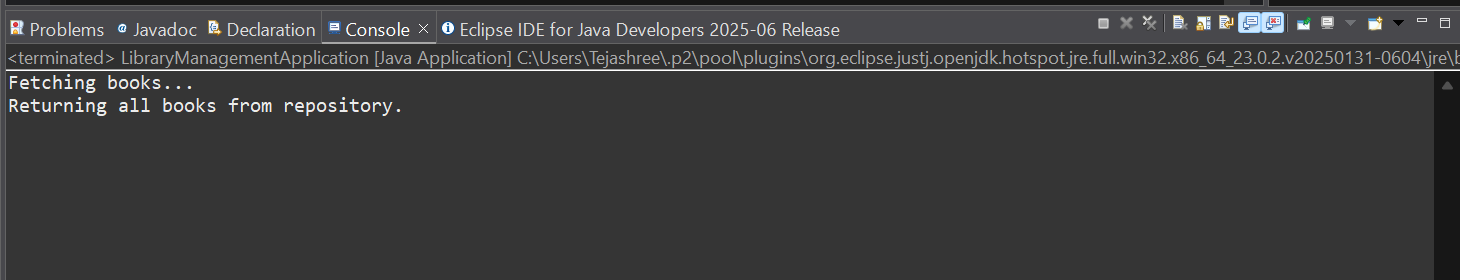 Problems Javadoc Declaration Console Eclipse IDE for Java Developers 2025-06 Release
<terminated> LibraryManagementApplication [Java Application] C:\Users\Tejashree\.p2\pool\plugins\org.eclipse.justj.openjdk.hotspot.jre.full.win32.x86_64_23.0.2.v20250131-0604\jre\b
Fetching books...
Returning all books from repository.